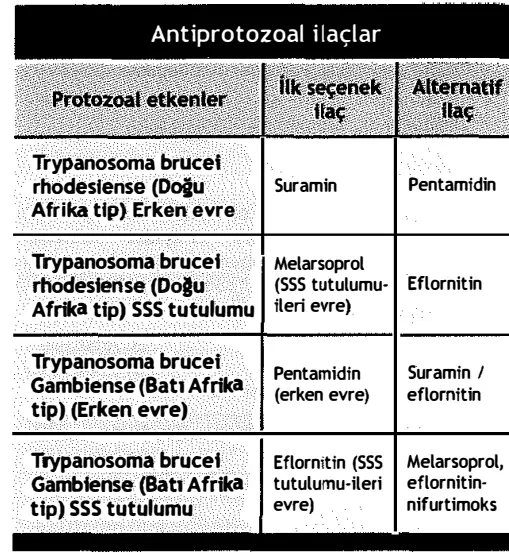 Antiprotozoal ilaçlar
Protozoal etkenler
İlk seçenek
ilaç
Alternatif
ilaç
Trypanosoma brucei
rhodesiense (Doğu
Afrika tip) Erken evre
Suramin
Pentamidin
Trypanosoma brucei
rhodesiense (Doğu
Afrika tip) SSS tutulumu
Melarsoprol
(SSS tutulumu-
ileri evre)
Eflornitin
Trypanosoma brucei
Gambiense (Batı Afrika
tip) (Erken evre)
Pentamidin
(erken evre)
Suramin /
eflornitin
Trypanosoma brucei
Gambiense (Batı Afrika
tip) SSS tutulumu
Eflornitin (SSS
tutulumu-ileri
evre)
Melarsoprol,
eflornitin-
nifurtimoks